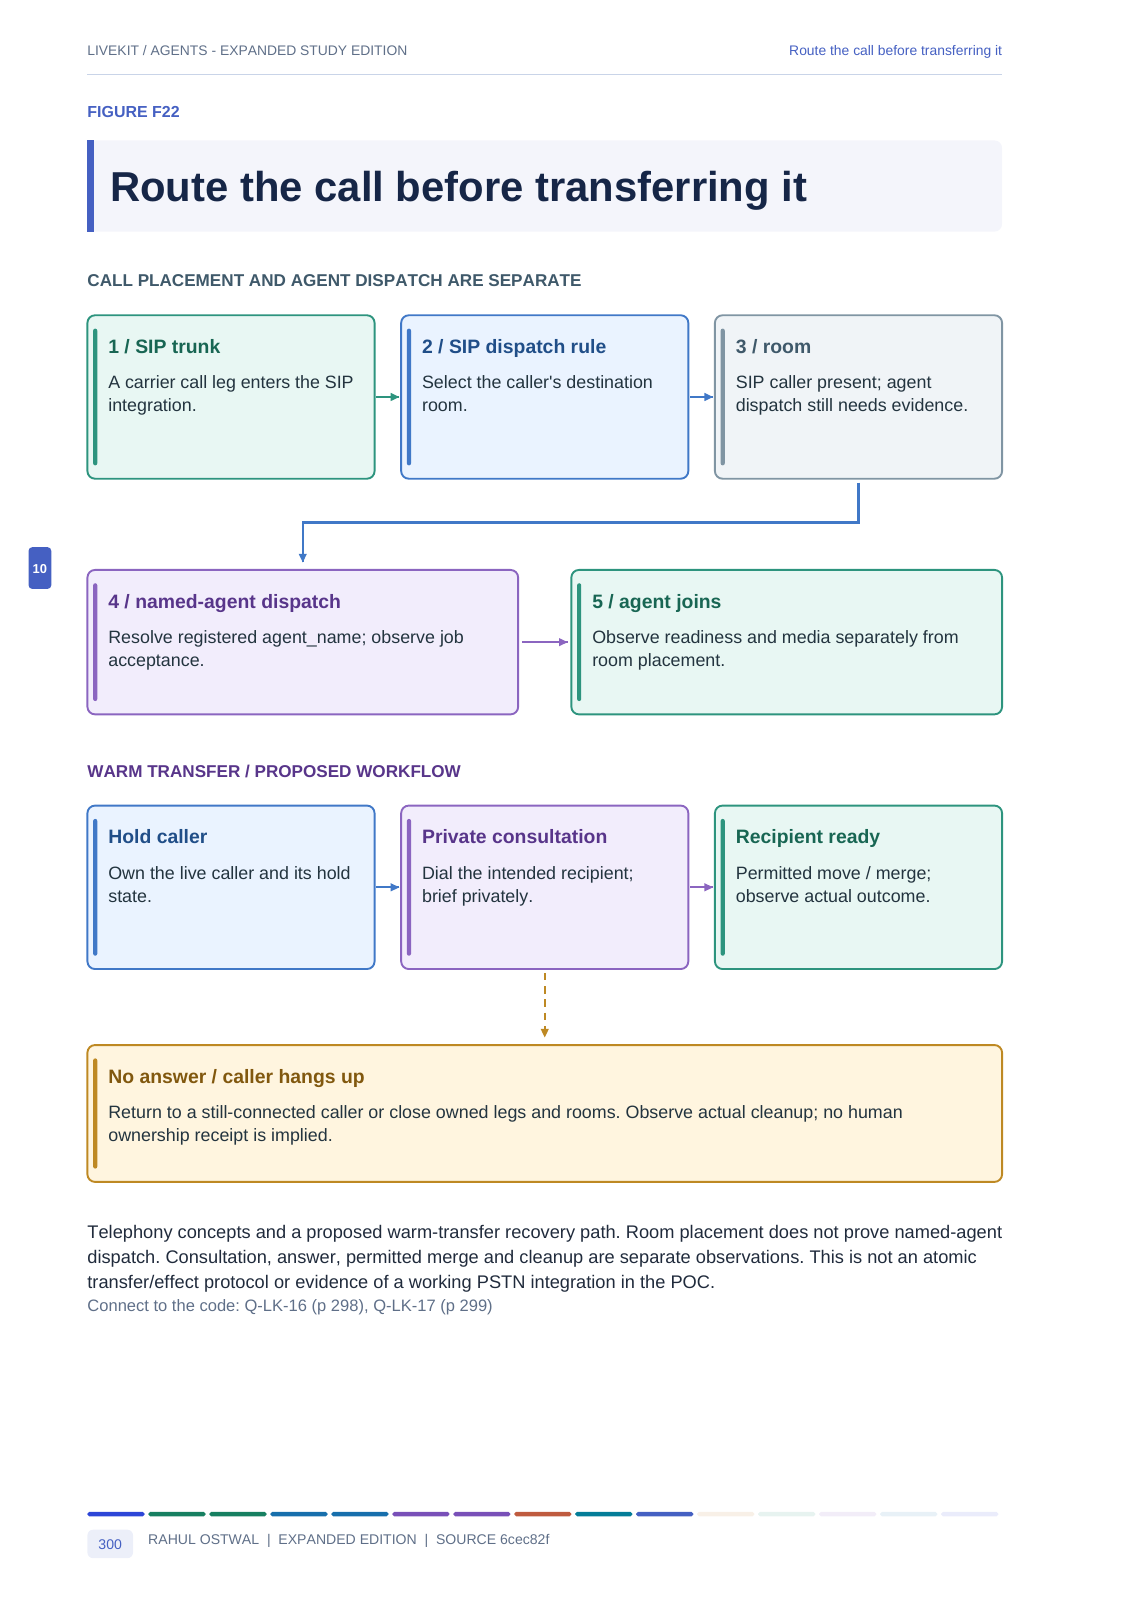 LIVEKIT / AGENTS - EXPANDED STUDY EDITION
Route the call before transferring it
FIGURE F22
Route the call before transferring it
CALL PLACEMENT AND AGENT DISPATCH ARE SEPARATE
1 / SIP trunk
A carrier call leg enters the SIP
integration.
2 / SIP dispatch rule
Select the caller's destination
room.
3 / room
SIP caller present; agent
dispatch still needs evidence.
10
4 / named-agent dispatch
Resolve registered agent_name; observe job
acceptance.
5 / agent joins
Observe readiness and media separately from
room placement.
WARM TRANSFER / PROPOSED WORKFLOW
Hold caller
Own the live caller and its hold
state.
Private consultation
Dial the intended recipient;
brief privately.
Recipient ready
Permitted move / merge;
observe actual outcome.
No answer / caller hangs up
Return to a still-connected caller or close owned legs and rooms. Observe actual cleanup; no human
ownership receipt is implied.
Telephony concepts and a proposed warm-transfer recovery path. Room placement does not prove named-agent
dispatch. Consultation, answer, permitted merge and cleanup are separate observations. This is not an atomic
transfer/effect protocol or evidence of a working PSTN integration in the POC.
Connect to the code: Q-LK-16 (p 298), Q-LK-17 (p 299)
300
RAHUL OSTWAL | EXPANDED EDITION | SOURCE 6cec82f